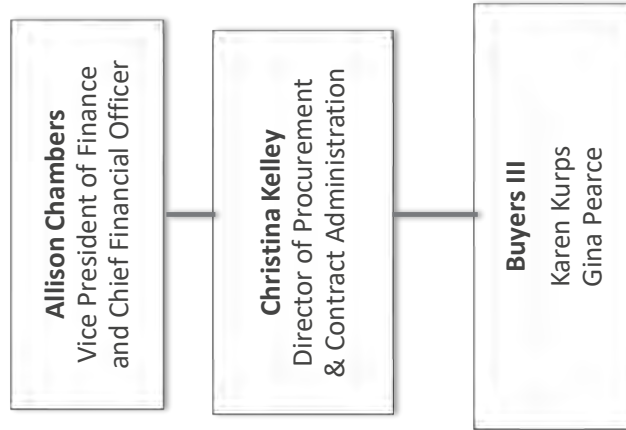 Allison Chambers
Vice President of Finance
and Chief Financial Officer
Christina Kelley
Director of Procurement
& Contract Administration
Buyers III
Karen Kurps
Gina Pearce